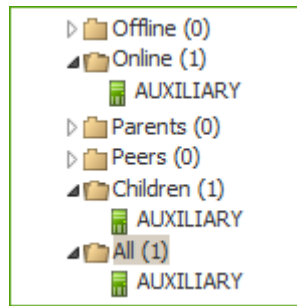 Offline (0)
Online (1)
AUXILIARY
Parents (0)
Peers (0)
Children (1)
AUXILIARY
All (1)
AUXILIARY